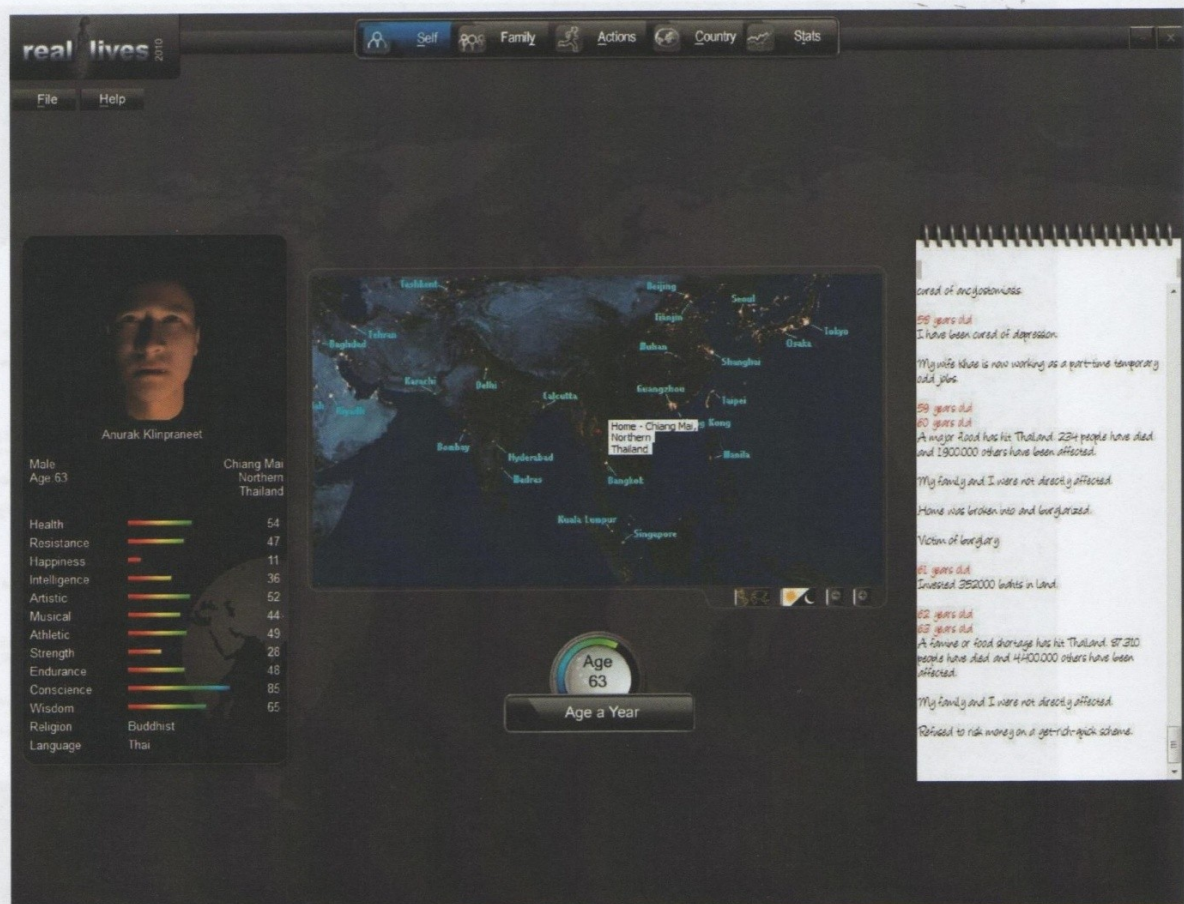 real lives 2010
Self
Family
Actions
Country
Stats
File
Help
Anurak Klinpraneet
Male
Age 63
Chiang Mai
Northern
Thailand
Health 54
Resistance 47
Happiness 11
Intelligence 36
Artistic 52
Musical 44
Athletic 49
Strength 26
Endurance 48
Conscience 85
Wisdom 65
Religion Buddhist
Language Thai
Tashkent
Beijing
Seoul
Tianjin
Tokyo
Tehran
Baghdad
Osaka
Wuhan
Shanghai
Karachi
Delhi
Guangzhou
Calcutta
Taipei
Riyadh
Home - Chiang Mai,
Northern
Thailand
g Kong
Bombay
Hyderabad
Manila
Madras
Bangkok
Kuala Lumpur
Singapore
Age
63
Age a Year
cured of ancylostomiasis.
58 years old
I have been cured of depression.
My wife Khae is now working as a part-time temporary
odd jobs.
59 years old
60 years old
A major flood has hit Thailand. 234 people have died
and 1900000 others have been affected.
My family and I were not directly affected.
Home was broken into and burglarized.
Victim of burglary
61 years old
Invested 352000 bahts in land.
62 years old
63 years old
A famine or food shortage has hit Thailand. 87,310
people have died and 4400000 others have been
affected.
My family and I were not directly affected.
Refused to risk money on a get-rich-quick scheme.